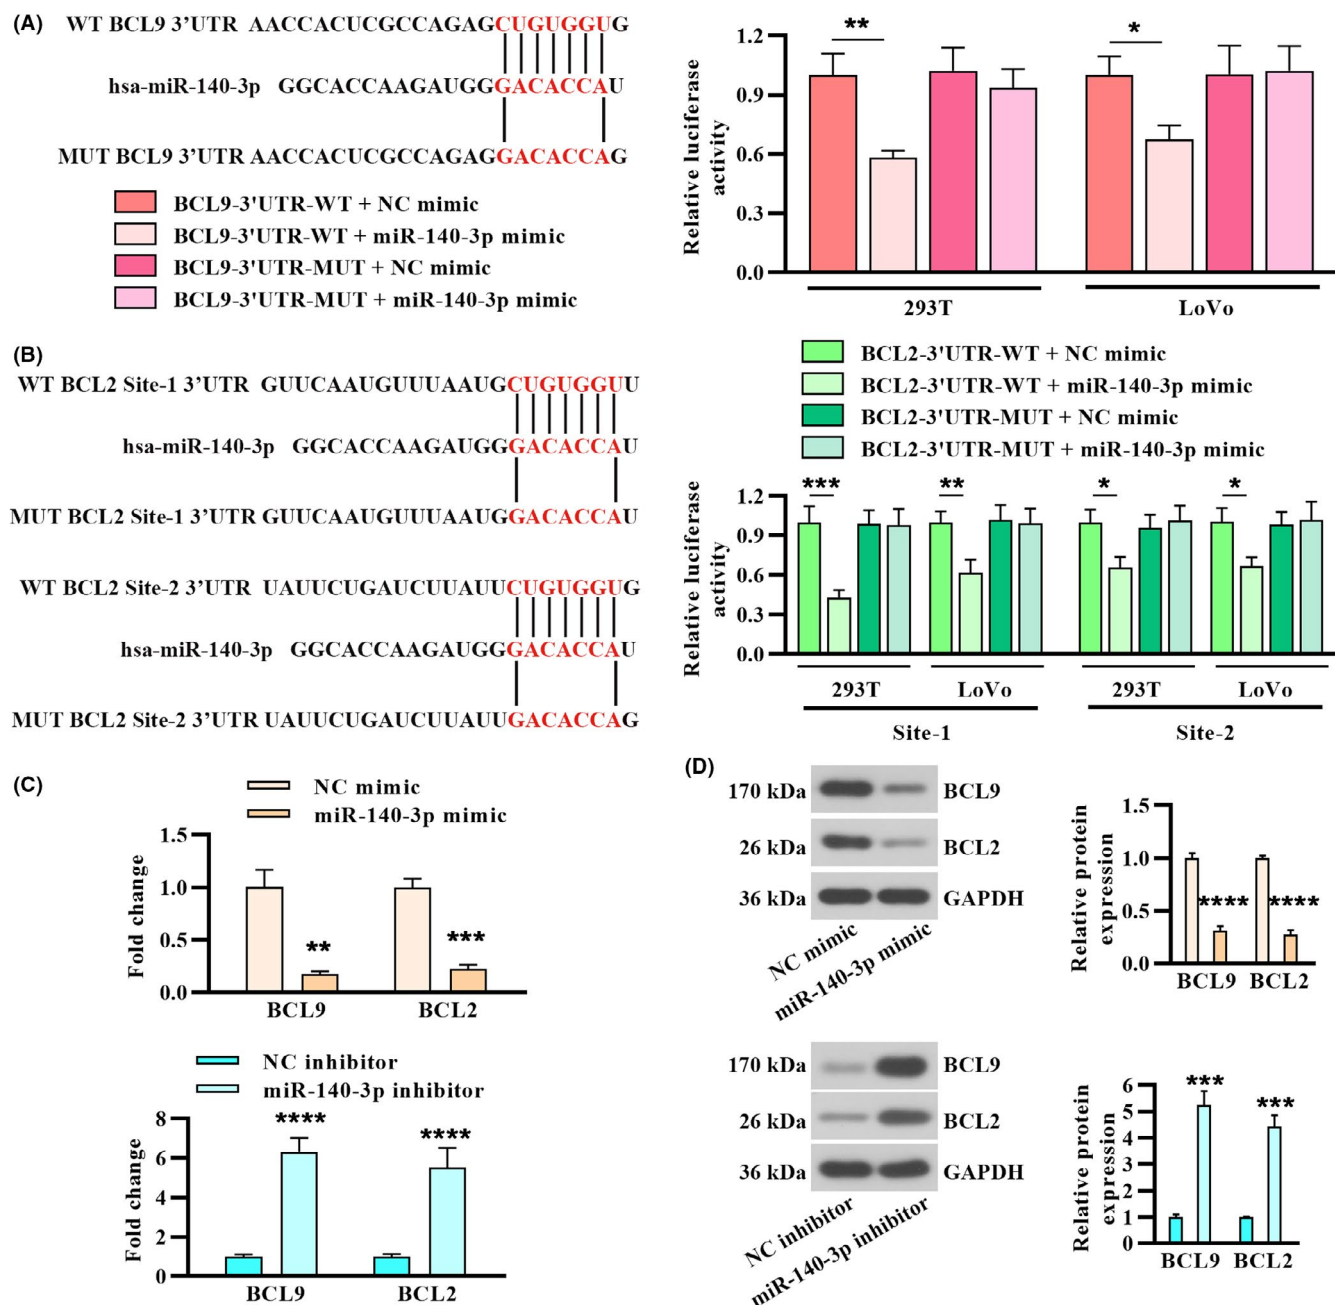 (A)
WT BCL9 3’UTR AACCACUCGCCAGAGCUGUGGUG
hsa-miR-140-3p GGCACCAAGAUGGGACACCAU
MUT BCL9 3’UTR AACCACUCGCCAGAGGACACCAG
BCL9-3'UTR-WT + NC mimic
BCL9-3'UTR-WT + miR-140-3p mimic
BCL9-3'UTR-MUT + NC mimic
BCL9-3'UTR-MUT + miR-140-3p mimic
Relative luciferase
activity
1.2
0.9
0.6
0.3
0.0
** *
293T LoVo
(B)
WT BCL2 Site-1 3’UTR GUUCAAUGUUUAAUGCUGUGGUU
hsa-miR-140-3p GGCACCAAGAUGGGACACCAU
MUT BCL2 Site-1 3’UTR GUUCAAUGUUUAAUGGACACCAU
WT BCL2 Site-2 3’UTR UAUUCUGAUCUUAUUCUGUGGUG
hsa-miR-140-3p GGCACCAAGAUGGGACACCAU
MUT BCL2 Site-2 3’UTR UAUUCUGAUCUUAUUGACACCAG
BCL2-3'UTR-WT + NC mimic
BCL2-3'UTR-WT + miR-140-3p mimic
BCL2-3'UTR-MUT + NC mimic
BCL2-3'UTR-MUT + miR-140-3p mimic
Relative luciferase
activity
1.2
0.9
0.6
0.3
0.0
*** ** * *
293T LoVo 293T LoVo
Site-1 Site-2
(C)
NC mimic
miR-140-3p mimic
Fold change
1.5
1.0
0.5
0.0
** ***
BCL9 BCL2
NC inhibitor
miR-140-3p inhibitor
Fold change
8
6
4
2
0
**** ****
BCL9 BCL2
(D)
170 kDa BCL9
26 kDa BCL2
36 kDa GAPDH
NC mimic
miR-140-3p mimic
Relative protein
expression
1.5
1.0
0.5
0.0
**** ****
BCL9 BCL2
170 kDa BCL9
26 kDa BCL2
36 kDa GAPDH
NC inhibitor
miR-140-3p inhibitor
Relative protein
expression
6
5
4
3
2
1
0
*** ***
BCL9 BCL2